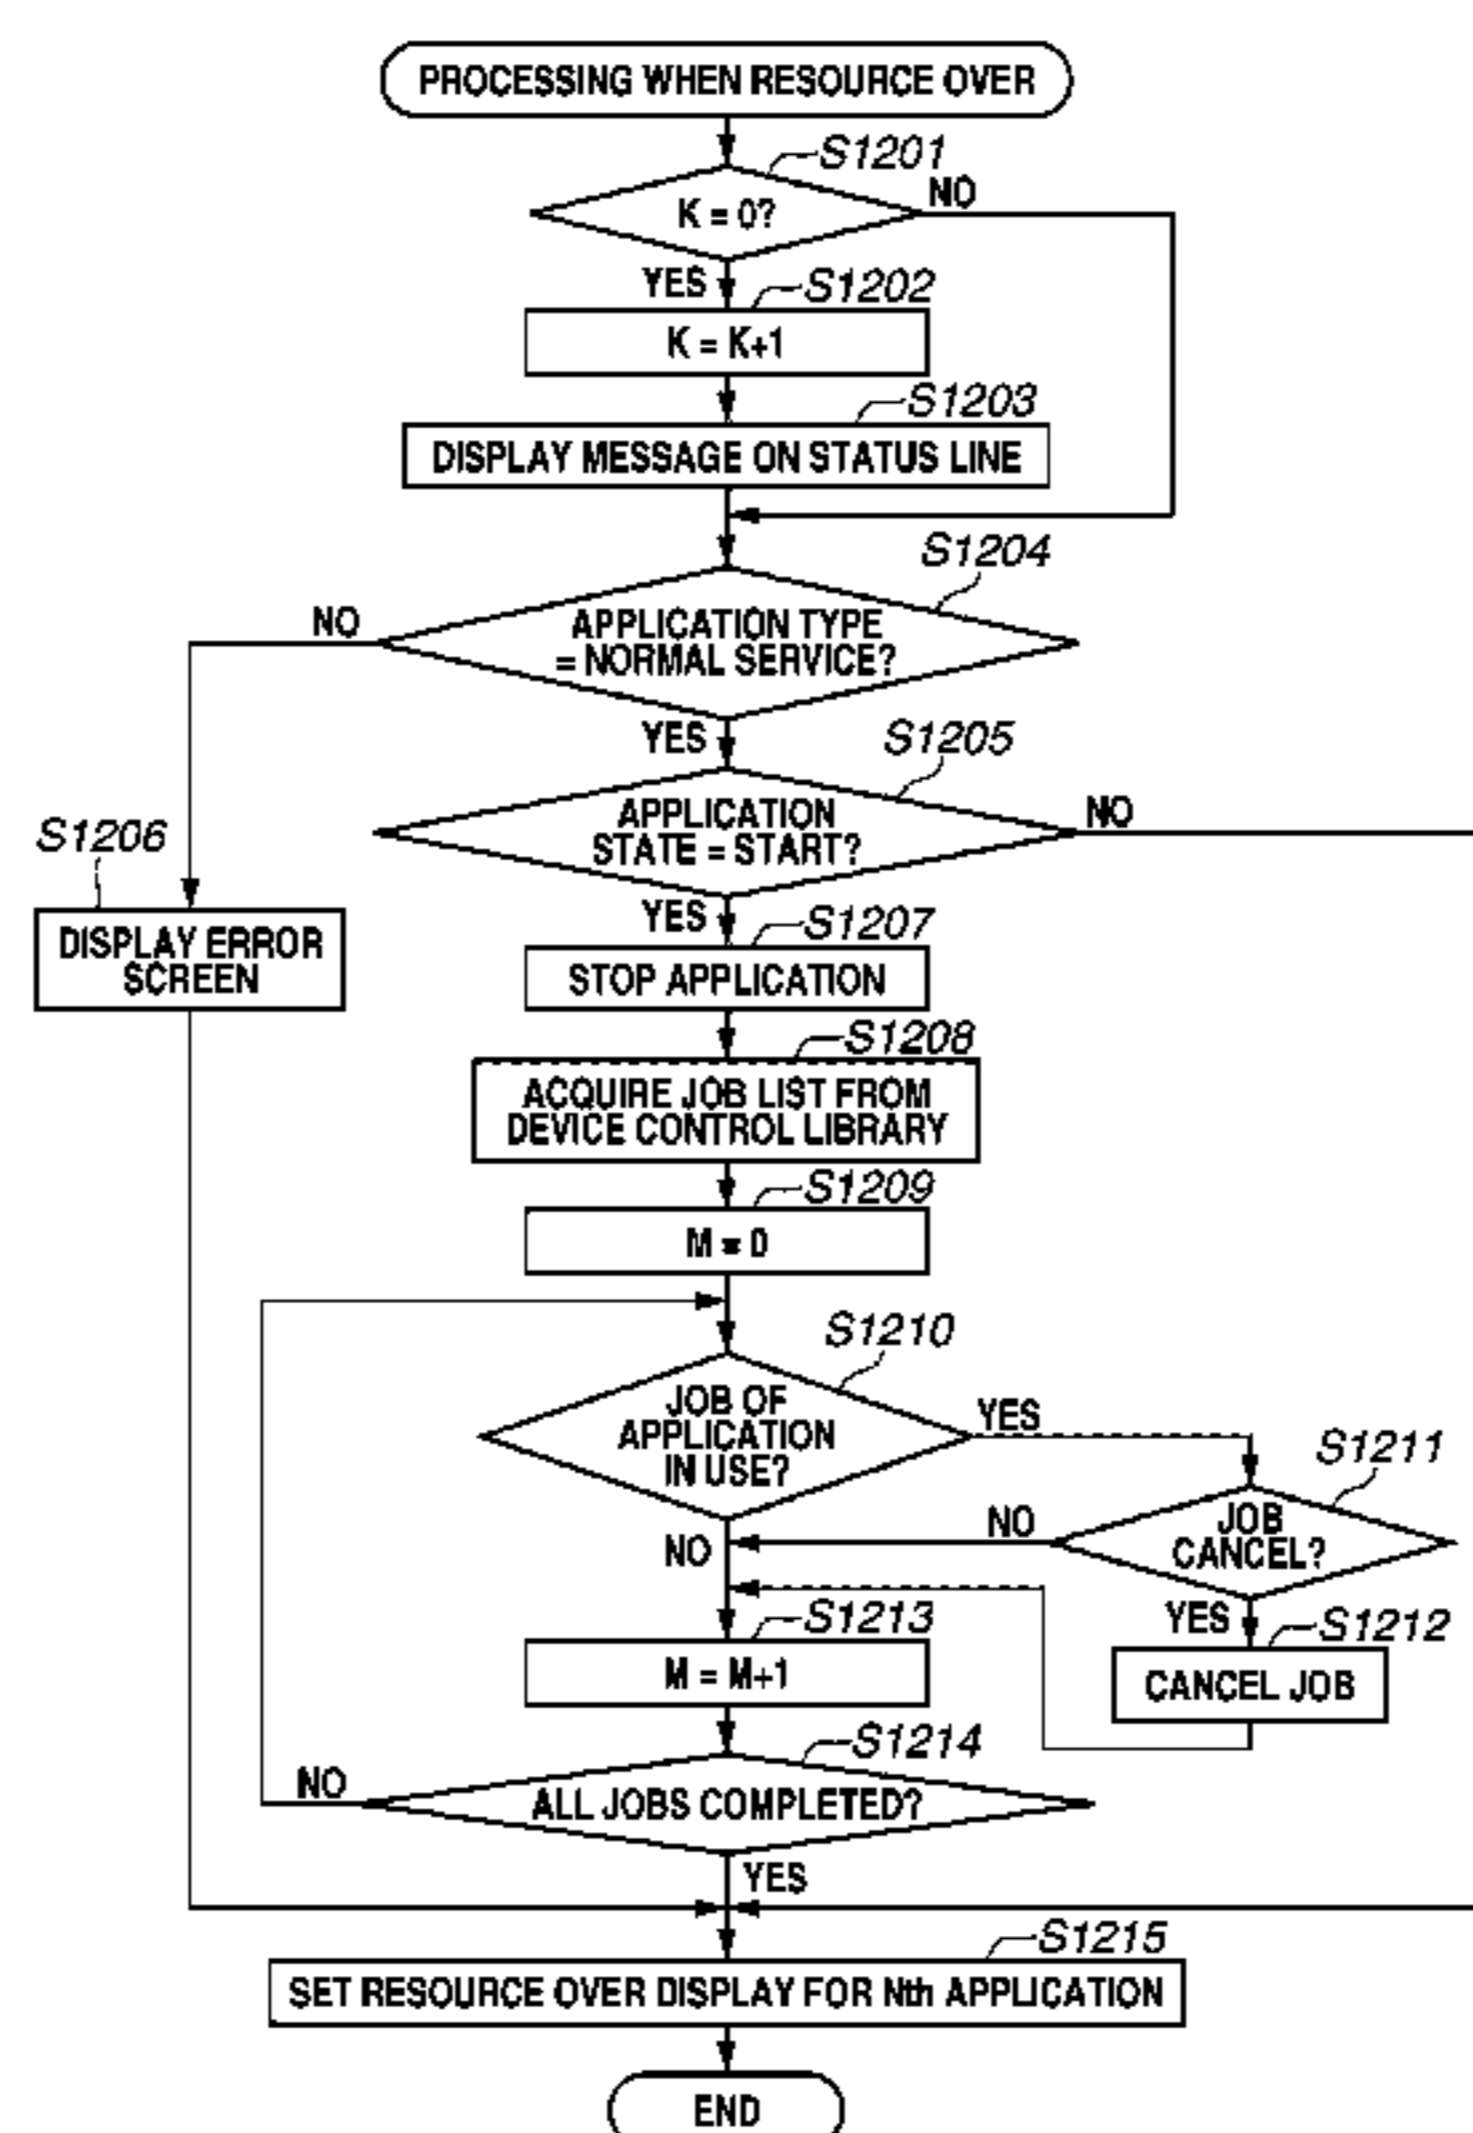 PROCESSING WHEN RESOURCE OVER
S1201
K = 0?
NO
YES
S1202
K = K+1
S1203
DISPLAY MESSAGE ON STATUS LINE
S1204
NO
APPLICATION TYPE
= NORMAL SERVICE?
YES
S1205
APPLICATION
STATE = START?
NO
S1206
DISPLAY ERROR
SCREEN
YES
S1207
STOP APPLICATION
S1208
ACQUIRE JOB LIST FROM
DEVICE CONTROL LIBRARY
S1209
M = 0
S1210
JOB OF
APPLICATION
IN USE?
YES
S1211
JOB
CANCEL?
NO
NO
YES
S1212
CANCEL JOB
S1213
M = M+1
S1214
NO
ALL JOBS COMPLETED?
YES
S1215
SET RESOURCE OVER DISPLAY FOR Nth APPLICATION
END